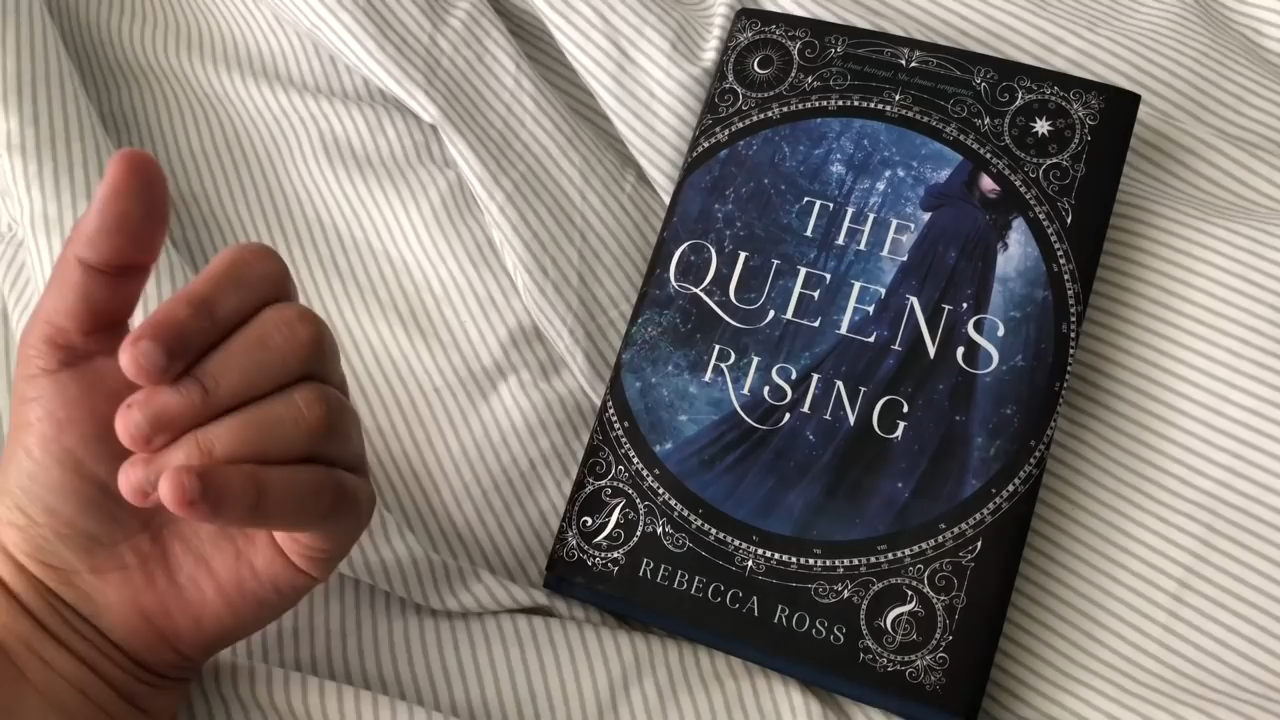 He chose betrayal. She chooses vengeance.
THE
QUEEN'S
RISING
A
REBECCA ROSS